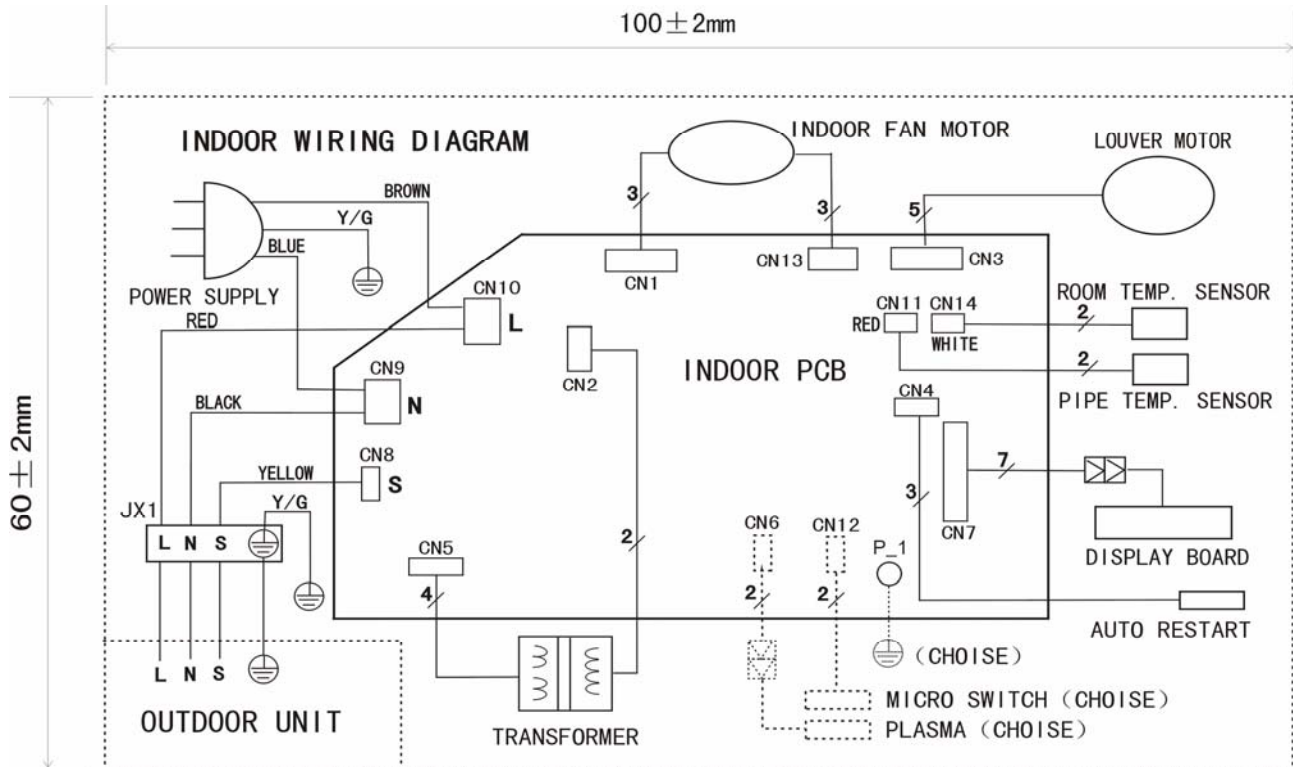 100±2mm
60±2mm
INDOOR WIRING DIAGRAM
INDOOR FAN MOTOR
LOUVER MOTOR
BROWN
Y/G
BLUE
POWER SUPPLY
RED
3
3
5
CN1
CN13
CN3
CN10
L
CN2
CN11
CN14
RED
WHITE
2
ROOM TEMP. SENSOR
2
PIPE TEMP. SENSOR
INDOOR PCB
CN9
N
BLACK
CN4
CN8
S
YELLOW
Y/G
JX1
L N S
7
3
CN7
DISPLAY BOARD
CN5
4
2
CN6
CN12
P_1
2
2
AUTO RESTART
(CHOISE)
L N S
OUTDOOR UNIT
TRANSFORMER
MICRO SWITCH (CHOISE)
PLASMA (CHOISE)